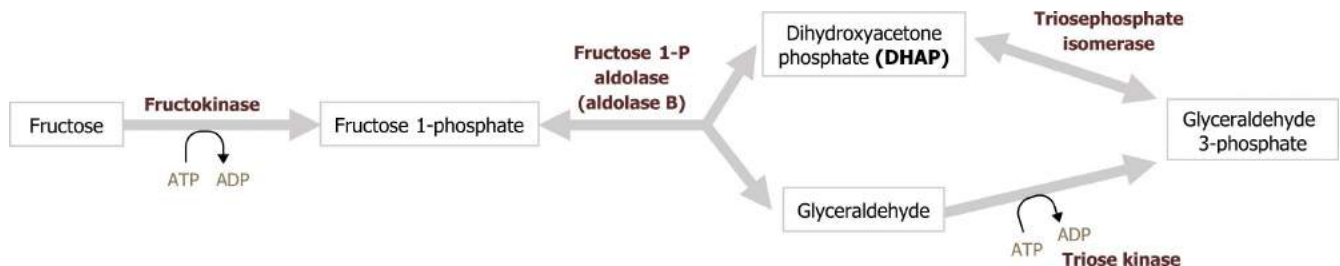 Dihydroxyacetone
phosphate (DHAP)
Triosephosphate
isomerase
Fructose 1-P
aldolase
(aldolase B)
Fructokinase
Fructose
Fructose 1-phosphate
Glyceraldehyde
3-phosphate
ATP ADP
Glyceraldehyde
ATP ADP
Triose kinase